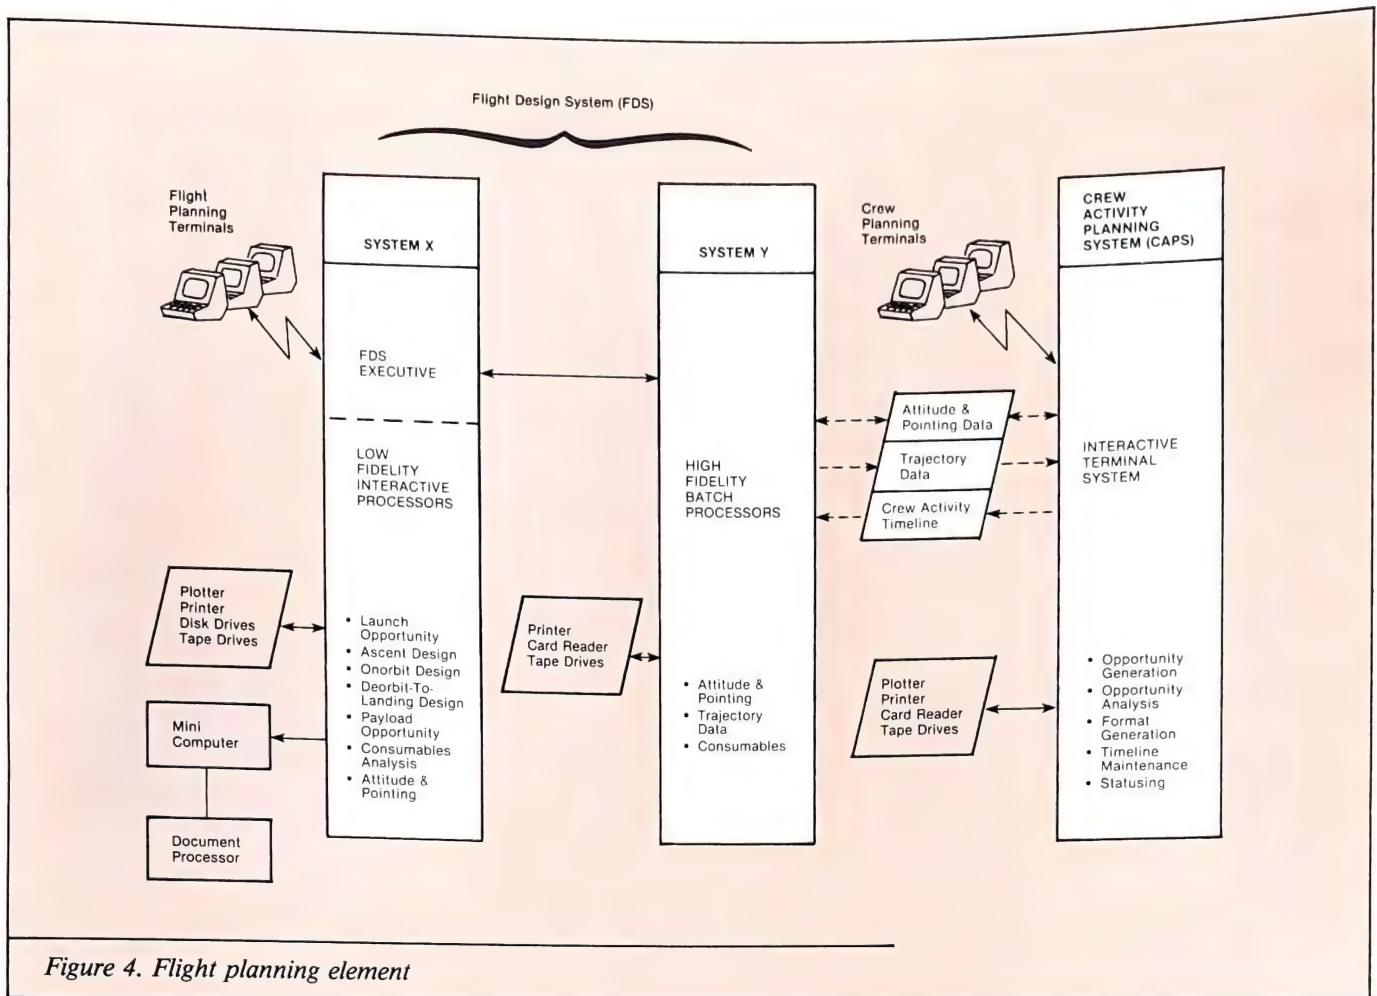 Flight Design System (FDS)
Flight
Planning
Terminals
SYSTEM X
FDS
EXECUTIVE
LOW
FIDELITY
INTERACTIVE
PROCESSORS
• Launch
Opportunity
• Ascent Design
• Onorbit Design
• Deorbit-To-
Landing Design
• Payload
Opportunity
• Consumables
Analysis
• Attitude &
Pointing
Plotter
Printer
Disk Drives
Tape Drives
Mini
Computer
Document
Processor
SYSTEM Y
HIGH
FIDELITY
BATCH
PROCESSORS
• Attitude &
Pointing
• Trajectory
Data
• Consumables
Printer
Card Reader
Tape Drives
Crew
Planning
Terminals
Attitude &
Pointing Data
Trajectory
Data
Crew Activity
Timeline
Plotter
Printer
Card Reader
Tape Drives
CREW
ACTIVITY
PLANNING
SYSTEM (CAPS)
INTERACTIVE
TERMINAL
SYSTEM
• Opportunity
Generation
• Opportunity
Analysis
• Format
Generation
• Timeline
Maintenance
• Statusing
Figure 4. Flight planning element